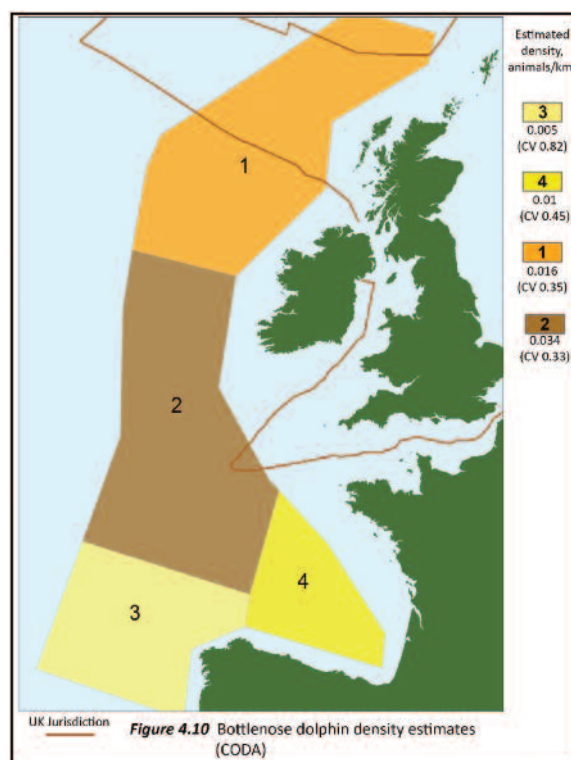 Estimated
density,
animals/km
3
0.005
(CV 0.82)
4
0.01
(CV 0.45)
1
0.016
(CV 0.35)
2
0.034
(CV 0.33)
1
2
3
4
UK Jurisdiction
Figure 4.10 Bottlenose dolphin density estimates
(CODA)